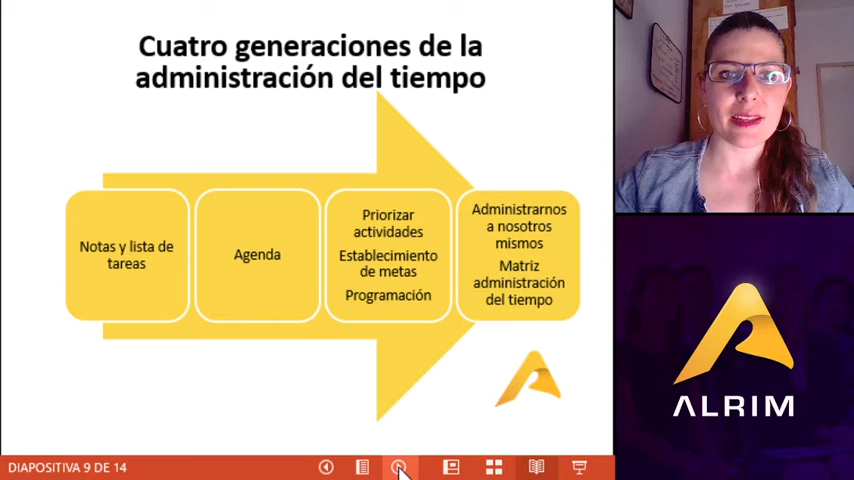 Cuatro generaciones de la
administración del tiempo
Notas y lista de
tareas
Agenda
Priorizar
actividades
Establecimiento
de metas
Programación
Administrarnos
a nosotros
mismos
Matriz
administración
del tiempo
ALRIM
DIAPOSITIVA 9 DE 14